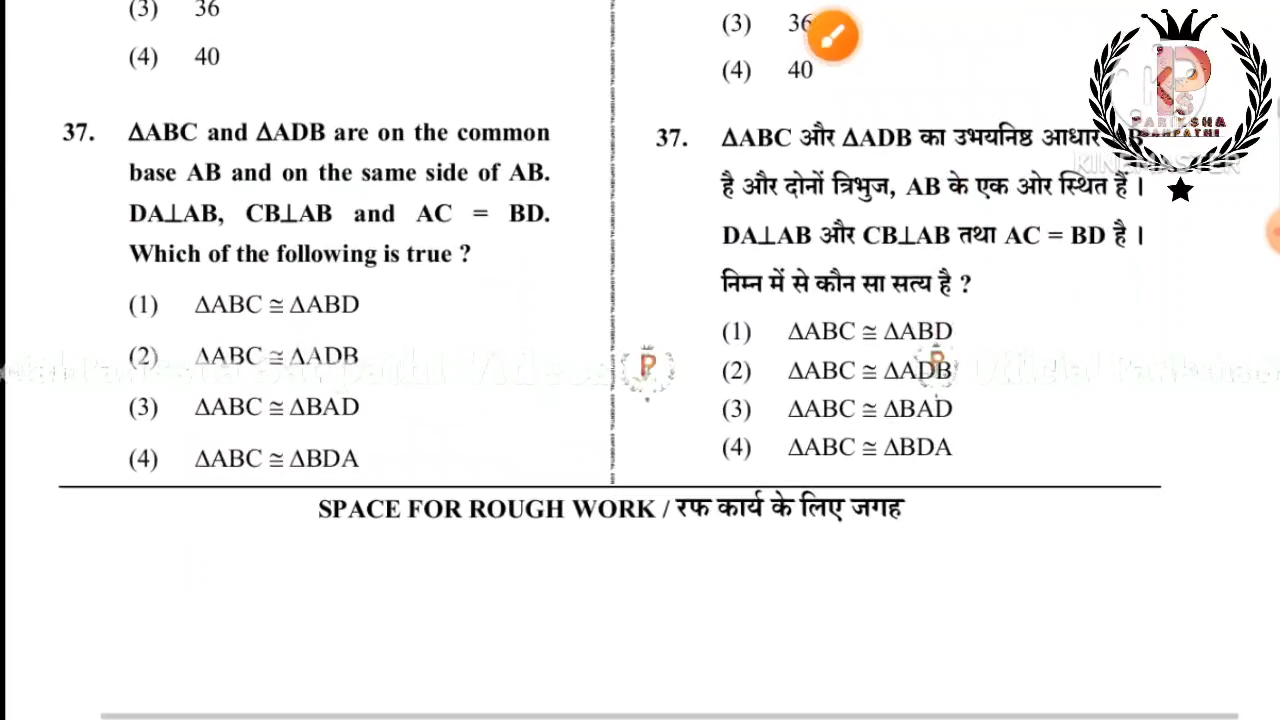 (3) 36
(4) 40
37. ΔABC and ΔADB are on the common
base AB and on the same side of AB.
DA⊥AB, CB⊥AB and AC = BD.
Which of the following is true ?
(1) ΔABC ≅ ΔABD
(2) ΔABC ≅ ΔADB
(3) ΔABC ≅ ΔBAD
(4) ΔABC ≅ ΔBDA
(3) 36
(4) 40
37. ΔABC और ΔADB का उभयनिष्ठ आधार
है और दोनों त्रिभुज, AB के एक ओर स्थित हैं ।
DA⊥AB और CB⊥AB तथा AC = BD है ।
निम्न में से कौन सा सत्य है ?
(1) ΔABC ≅ ΔABD
(2) ΔABC ≅ ΔADB
(3) ΔABC ≅ ΔBAD
(4) ΔABC ≅ ΔBDA
SPACE FOR ROUGH WORK / रफ कार्य के लिए जगह
PARIKSHA
KINEMASTER
P
P